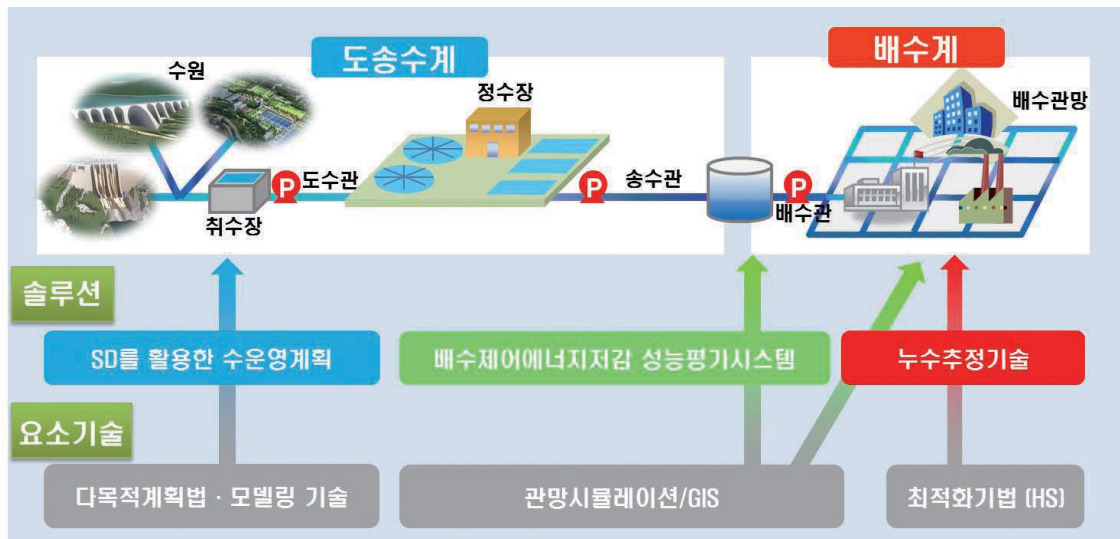 도송수계
배수계
수원
정수장
배수관망
P
도수관
P
송수관
P
배수관
취수장
솔루션
SD를 활용한 수운영계획
배수제어에너지저감 성능평가시스템
누수추정기술
요소기술
다목적계획법 · 모델링 기술
관망시뮬레이션/GIS
최적화기법 (HS)